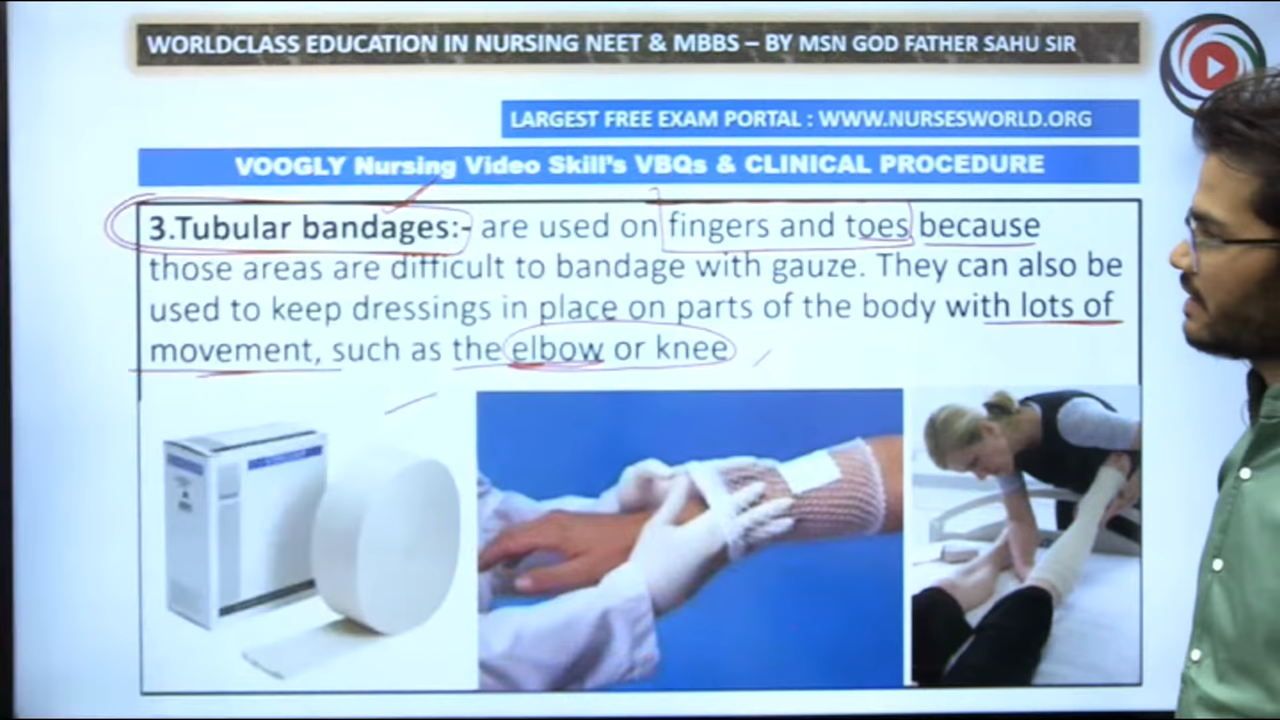 WORLDCLASS EDUCATION IN NURSING NEET & MBBS – BY MSN GOD FATHER SAHU SIR
LARGEST FREE EXAM PORTAL : WWW.NURSESWORLD.ORG
VOOGLY Nursing Video Skill's VBQs & CLINICAL PROCEDURE
3.Tubular bandages:- are used on fingers and toes because
those areas are difficult to bandage with gauze. They can also be
used to keep dressings in place on parts of the body with lots of
movement, such as the elbow or knee